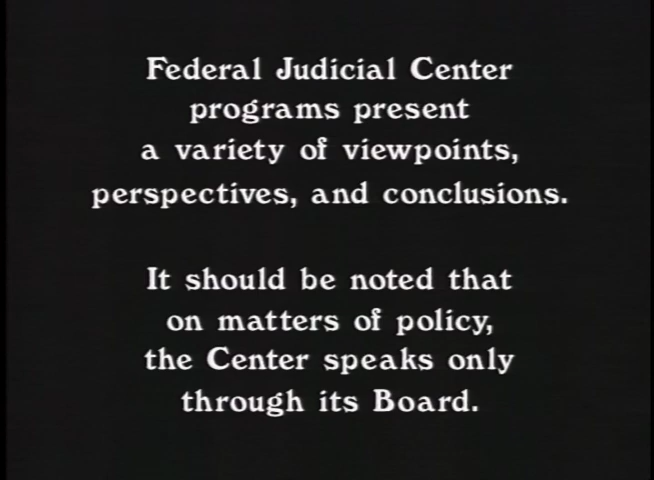 Federal Judicial Center
programs present
a variety of viewpoints,
perspectives, and conclusions.
It should be noted that
on matters of policy,
the Center speaks only
through its Board.